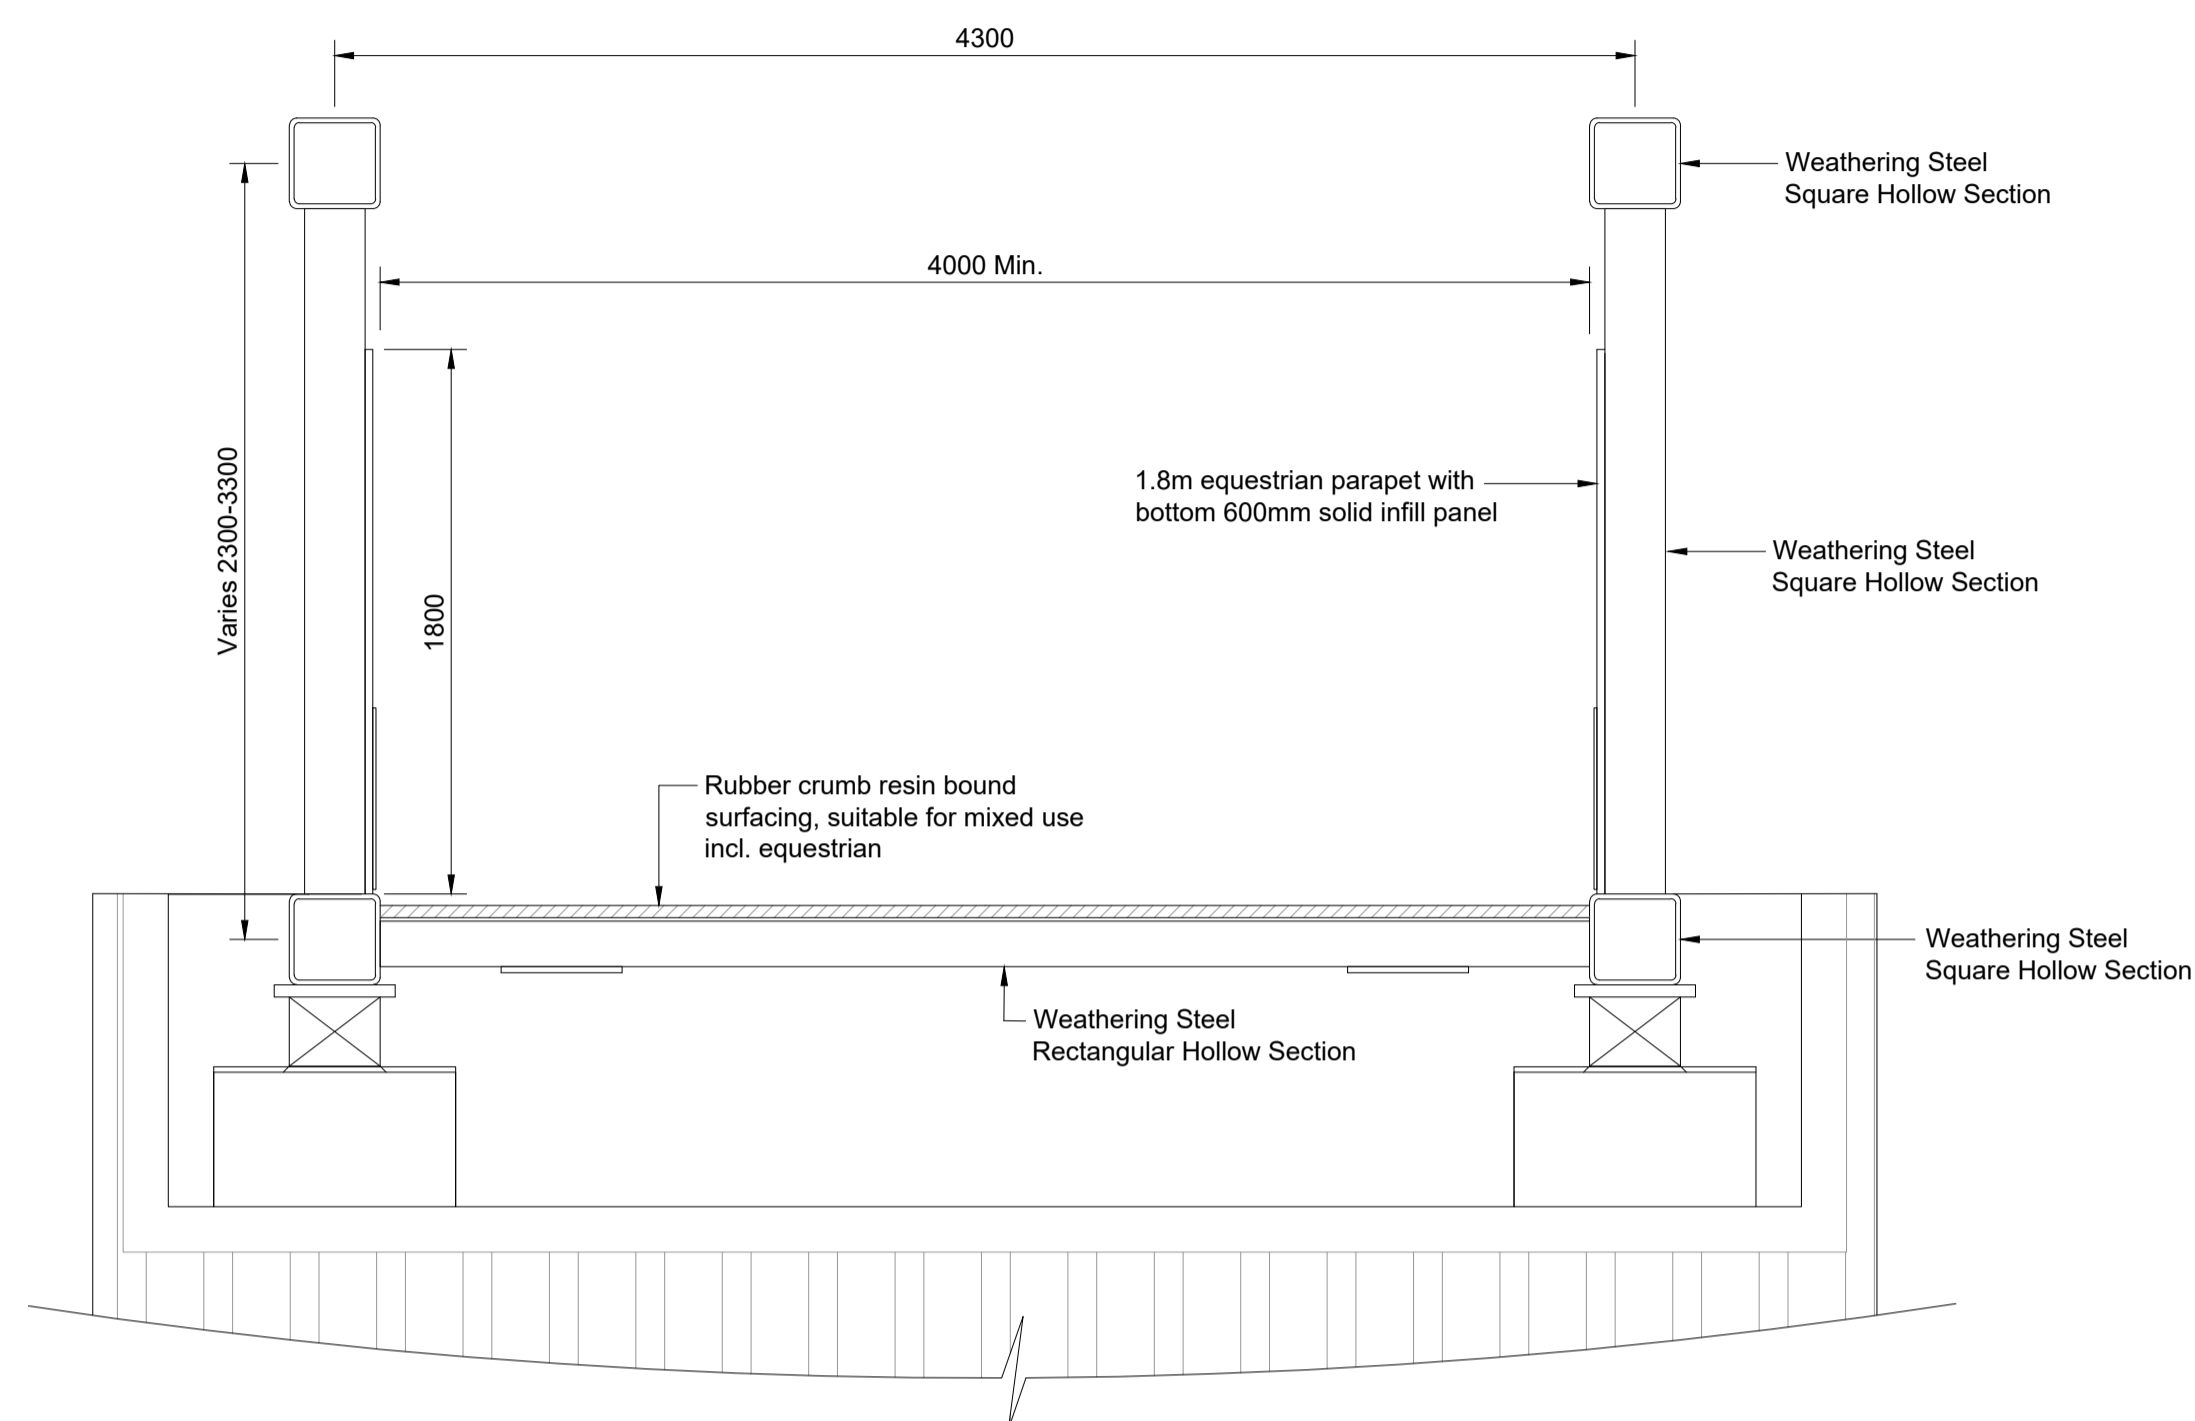 4300
Weathering Steel
Square Hollow Section
4000 Min.
Varies 2300-3300
1800
1.8m equestrian parapet with
bottom 600mm solid infill panel
Weathering Steel
Square Hollow Section
Rubber crumb resin bound
surfacing, suitable for mixed use
incl. equestrian
Weathering Steel
Square Hollow Section
Weathering Steel
Rectangular Hollow Section